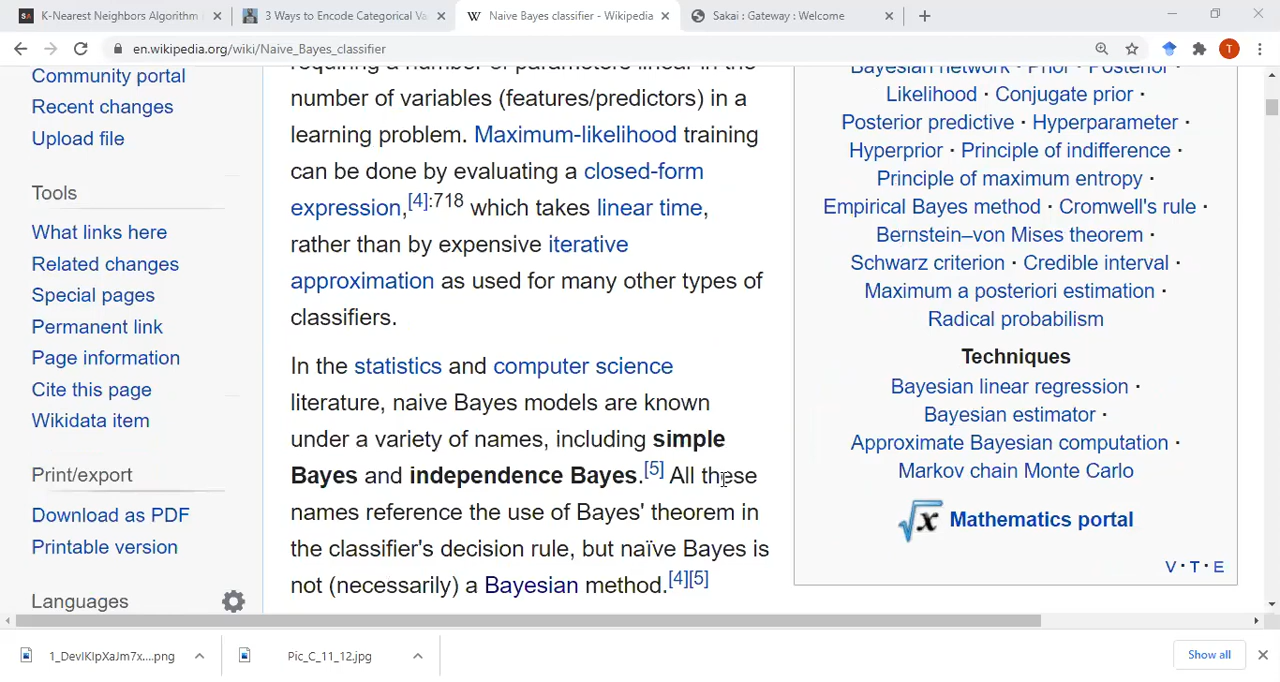 K-Nearest Neighbors Algorithm
3 Ways to Encode Categorical Va
Naive Bayes classifier - Wikipedia
Sakai : Gateway : Welcome
en.wikipedia.org/wiki/Naive_Bayes_classifier
T
Community portal
Recent changes
Upload file
Tools
What links here
Related changes
Special pages
Permanent link
Page information
Cite this page
Wikidata item
Print/export
Download as PDF
Printable version
Languages
requiring a number of parameters linear in the
number of variables (features/predictors) in a
learning problem. Maximum-likelihood training
can be done by evaluating a closed-form
expression,[4]:718 which takes linear time,
rather than by expensive iterative
approximation as used for many other types of
classifiers.
In the statistics and computer science
literature, naive Bayes models are known
under a variety of names, including simple
Bayes and independence Bayes.[5] All these
names reference the use of Bayes' theorem in
the classifier's decision rule, but naïve Bayes is
not (necessarily) a Bayesian method.[4][5]
Bayesian network · Prior · Posterior ·
Likelihood · Conjugate prior ·
Posterior predictive · Hyperparameter ·
Hyperprior · Principle of indifference ·
Principle of maximum entropy ·
Empirical Bayes method · Cromwell's rule ·
Bernstein–von Mises theorem ·
Schwarz criterion · Credible interval ·
Maximum a posteriori estimation ·
Radical probabilism
Techniques
Bayesian linear regression ·
Bayesian estimator ·
Approximate Bayesian computation ·
Markov chain Monte Carlo
Mathematics portal
V · T · E
1_DevIKIpXaJm7x....png
Pic_C_11_12.jpg
Show all